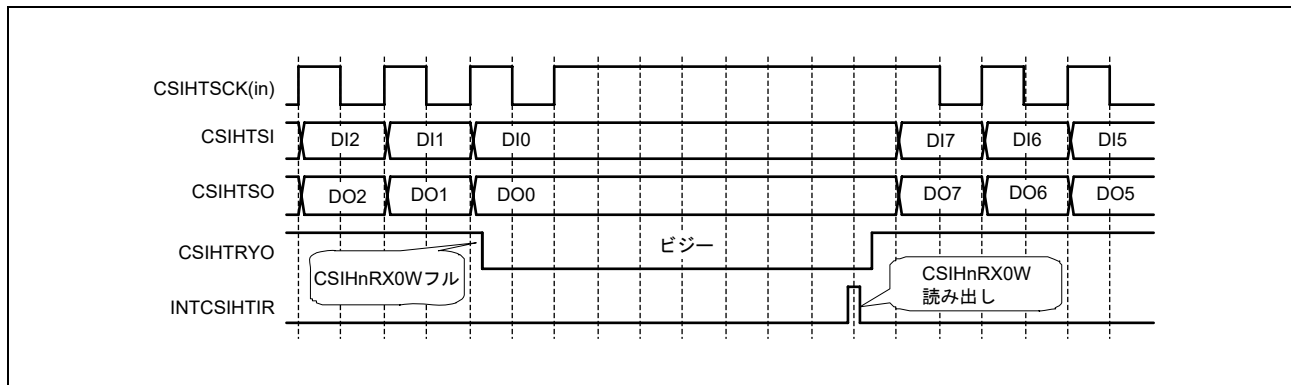 CSIHTSCK(in)
CSIHTSI
DI2 DI1 DI0 DI7 DI6 DI5
CSIHTSO
DO2 DO1 DO0 DO7 DO6 DO5
CSIHTRYO
ビジー
CSIHnRX0Wフル
CSIHnRX0W
読み出し
INTCSIHTIR